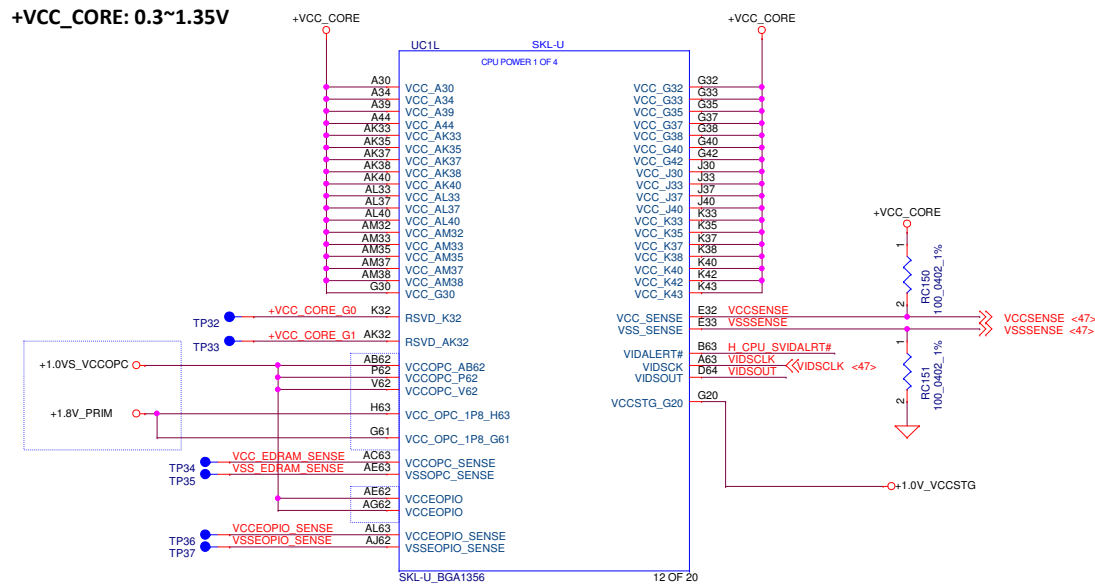 +VCC_CORE: 0.3~1.35V
+VCC_CORE
+VCC_CORE
UC1L
SKL-U
CPU POWER 1 OF 4
A30 VCC_A30
A34 VCC_A34
A39 VCC_A39
A44 VCC_A44
AK33 VCC_AK33
AK35 VCC_AK35
AK37 VCC_AK37
AK38 VCC_AK38
AK40 VCC_AK40
AL33 VCC_AL33
AL37 VCC_AL37
AL40 VCC_AL40
AM32 VCC_AM32
AM33 VCC_AM33
AM35 VCC_AM35
AM37 VCC_AM37
AM38 VCC_AM38
G30 VCC_G30
TP32 +VCC_CORE_G0 K32 RSVD_K32
TP33 +VCC_CORE_G1 AK32 RSVD_AK32
+1.0VS_VCCOPC AB62 VCCOPC_AB62
P62 VCCOPC_P62
V62 VCCOPC_V62
+1.8V_PRIM H63 VCC_OPC_1P8_H63
G61 VCC_OPC_1P8_G61
TP34 VCC_EDRAM_SENSE AC63 VCCOPC_SENSE
TP35 VSS_EDRAM_SENSE AE63 VSSOPC_SENSE
AE62 VCCEOPIO
AG62 VCCEOPIO
TP36 VCCEOPIO_SENSE AL63 VCCEOPIO_SENSE
TP37 VSSEOPIO_SENSE AJ62 VSSEOPIO_SENSE
VCC_G32 G32
VCC_G33 G33
VCC_G35 G35
VCC_G37 G37
VCC_G38 G38
VCC_G40 G40
VCC_G42 G42
VCC_J30 J30
VCC_J33 J33
VCC_J37 J37
VCC_J40 J40
VCC_K33 K33
VCC_K35 K35
VCC_K37 K37
VCC_K38 K38
VCC_K40 K40
VCC_K42 K42
VCC_K43 K43
+VCC_CORE
1
RC150
100_0402_1%
2
VCC_SENSE E32 VCCSENSE VCCSENSE <47>
VSS_SENSE E33 VSSSENSE VSSSENSE <47>
VIDALERT# B63 H_CPU_SVIDALRT#
VIDSCK A63 VIDSCLK VIDSCLK <47>
VIDSOUT D64 VIDSOUT
1
RC151
100_0402_1%
2
VCCSTG_G20 G20
+1.0V_VCCSTG
SKL-U_BGA1356
12 OF 20